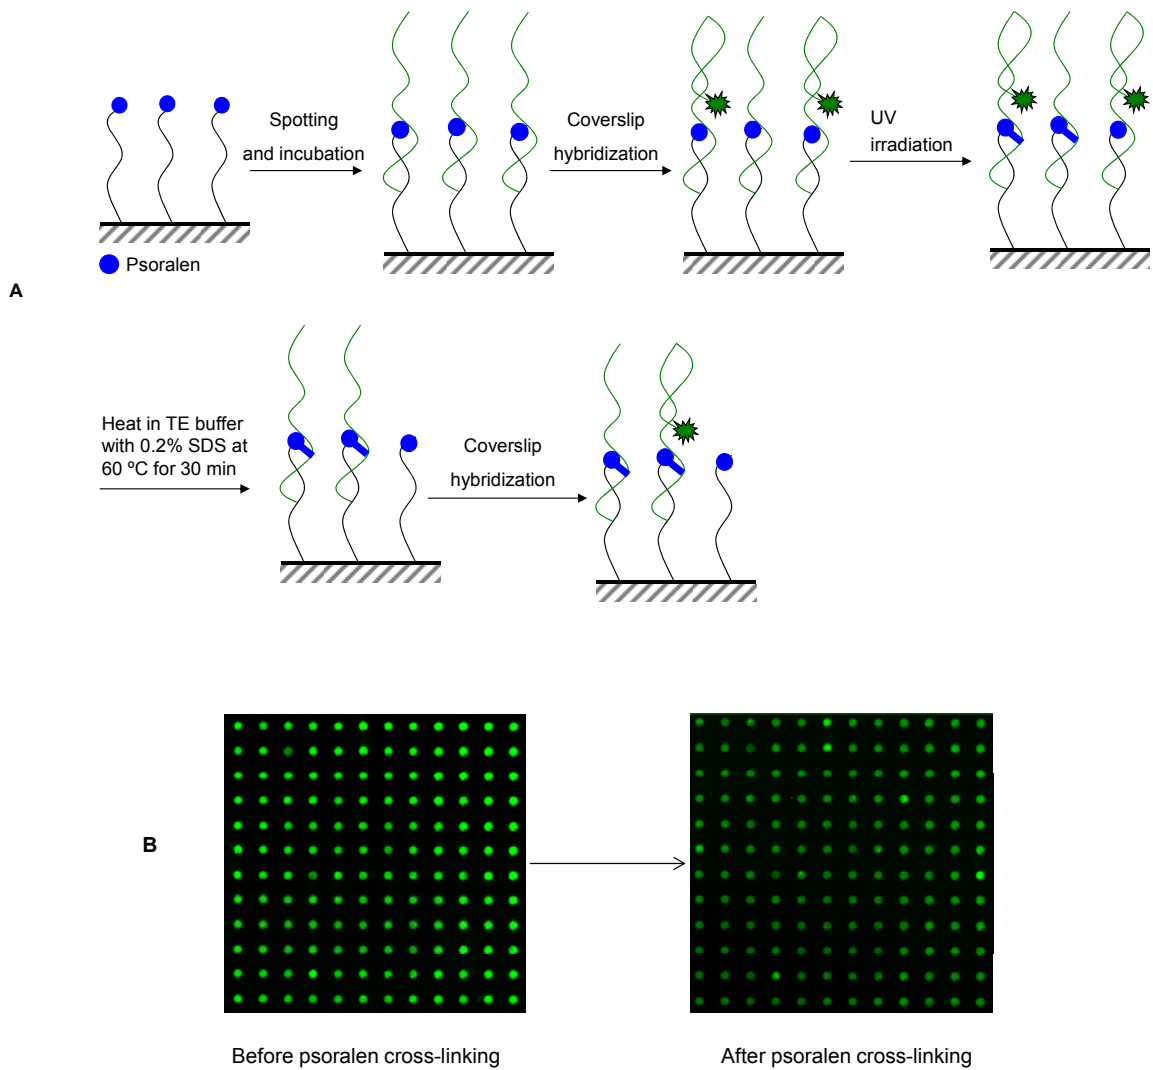 Spotting
and incubation
Coverslip
hybridization
UV
irradiation
Psoralen
A
Heat in TE buffer
with 0.2% SDS at
60 ºC for 30 min
Coverslip
hybridization
B
Before psoralen cross-linking
After psoralen cross-linking